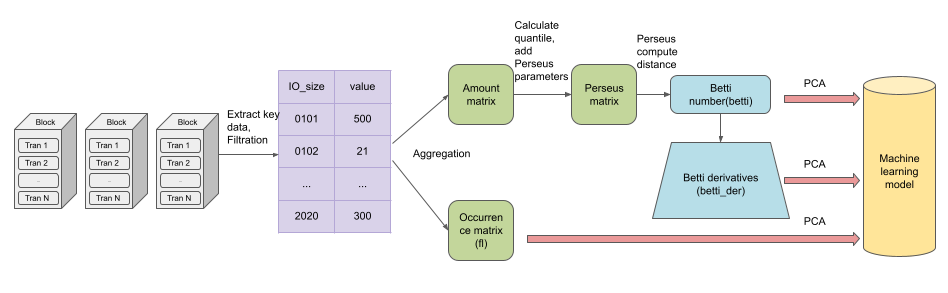 Block
Tran 1
Tran 2
..
Tran N
Block
Tran 1
Tran 2
..
Tran N
Block
Tran 1
Tran 2
..
Tran N
Extract key
data,
Filtration
IO_size value
0101 500
0102 21
... ...
2020 300
Aggregation
Amount
matrix
Calculate
quantile,
add
Perseus
parameters
Perseus
matrix
Perseus
compute
distance
Betti
number(betti)
PCA
Betti derivatives
(betti_der)
PCA
Occurren
ce matrix
(fl)
PCA
Machine
learning
model